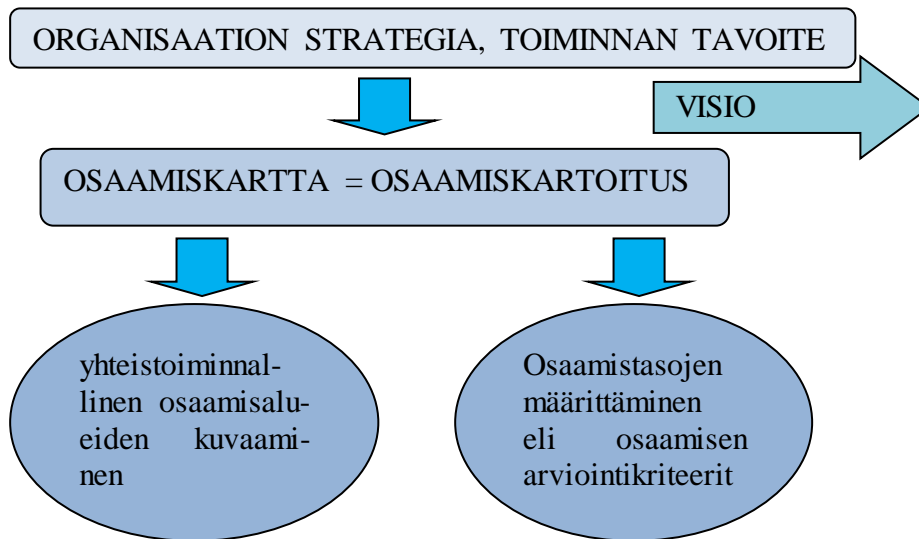 ORGANISAATION STRATEGIA, TOIMINNAN TAVOITE
VISIO
OSAAMISKARTTA = OSAAMISKARTOITUS
yhteistoiminnal-
linen osaamisalu-
eiden kuvaami-
nen
Osaamistasojen
määrittäminen
eli osaamisen
arviointikriteerit